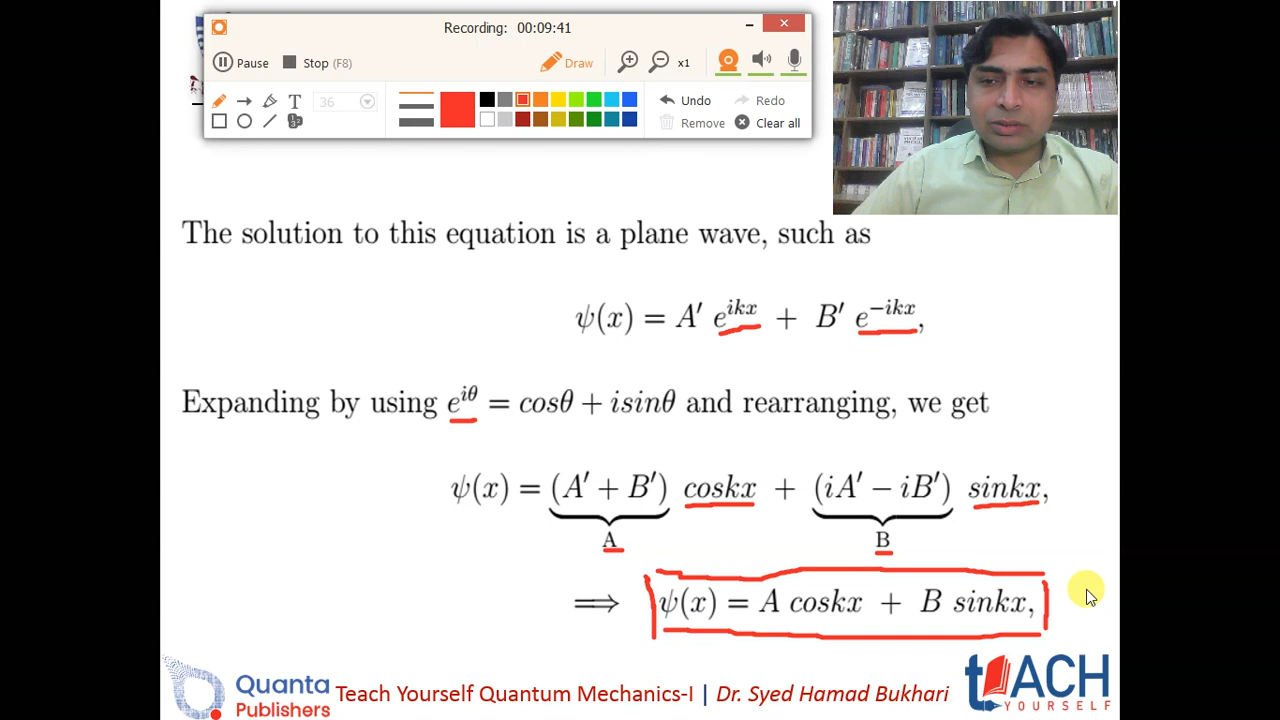 Recording: 00:09:41
Pause Stop (F8) Draw x1
T 36 Undo Redo
Remove Clear all
The solution to this equation is a plane wave, such as
ψ(x) = A′ e^{ikx} + B′ e^{−ikx},
Expanding by using e^{iθ} = cosθ + isinθ and rearranging, we get
ψ(x) = (A′ + B′) coskx + (iA′ − iB′) sinkx,
A B
⟹ ψ(x) = A coskx + B sinkx,
Quanta Publishers
Teach Yourself Quantum Mechanics-I | Dr. Syed Hamad Bukhari
tEACH
YOURSELF